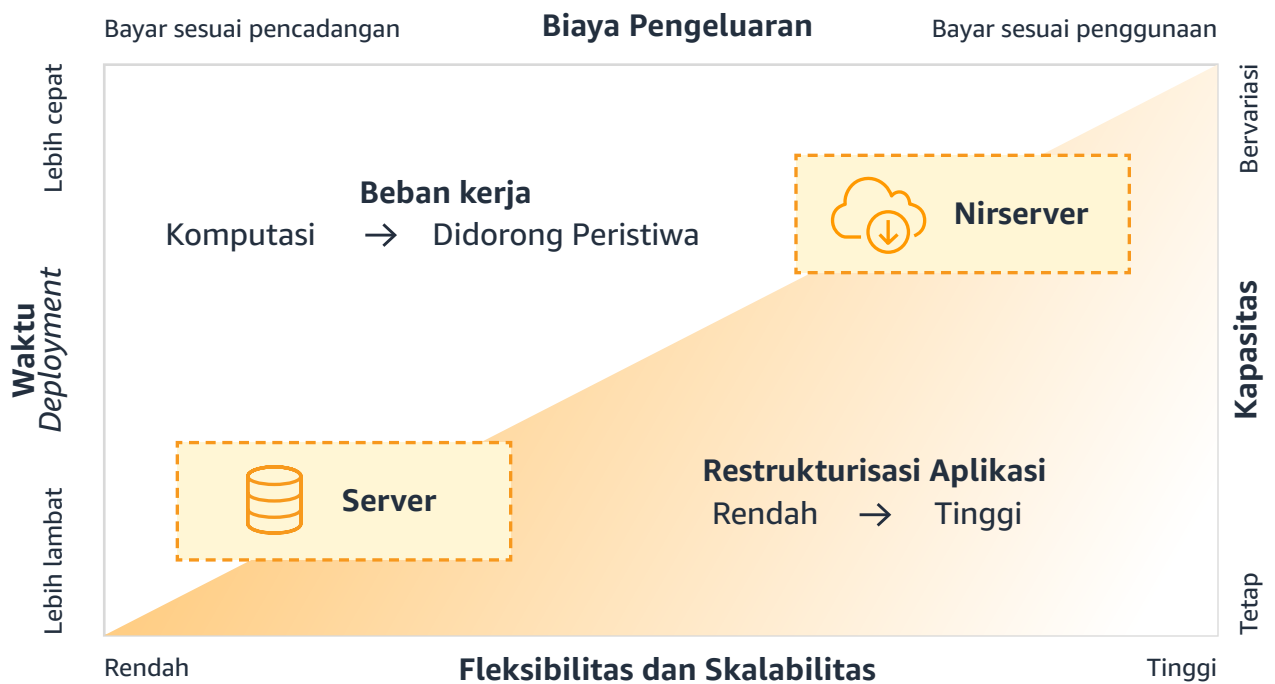 Bayar sesuai pencadangan
Biaya Pengeluaran
Bayar sesuai penggunaan
Lebih cepat
Waktu
Deployment
Lebih lambat
Beban kerja
Komputasi → Didorong Peristiwa
Nirserver
Server
Restrukturisasi Aplikasi
Rendah → Tinggi
Bervariasi
Kapasitas
Tetap
Rendah
Fleksibilitas dan Skalabilitas
Tinggi